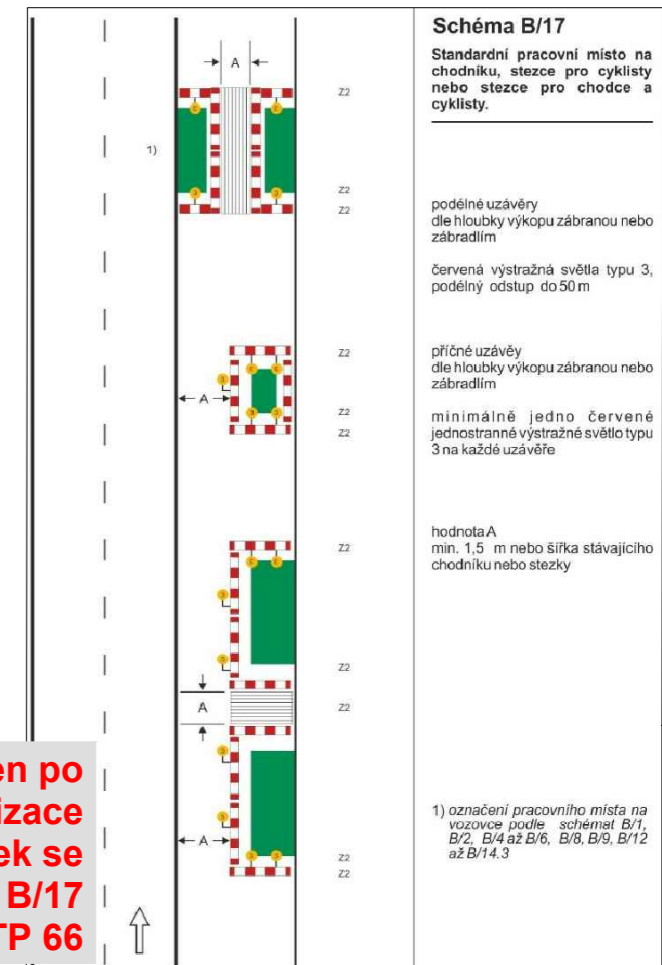 Schéma B/17
Standardní pracovní místo na
chodníku, stezce pro cyklisty
nebo stezce pro chodce a
cyklisty.
A
Z2
1)
Z2
Z2
podélné uzávěry
dle hloubky výkopu zábranou nebo
zábradlím
červená výstražná světla typu 3,
podélný odstup do 50 m
Z2
A
Z2
Z2
příčné uzávěy
dle hloubky výkopu zábranou nebo
zábradlím
minimálně jedno červené
jednostranné výstražné světlo typu
3 na každé uzávěře
Z2
hodnota A
min. 1,5 m nebo šířka stávajícího
chodníku nebo stezky
Z2
A
Z2
A
Z2
Z2
1) označení pracovního místa na
vozovce podle schémat B/1,
B/2, B/4 až B/6, B/8, B/9, B/12
až B/14.3
en po
izace
ek se
B/17
TP 66